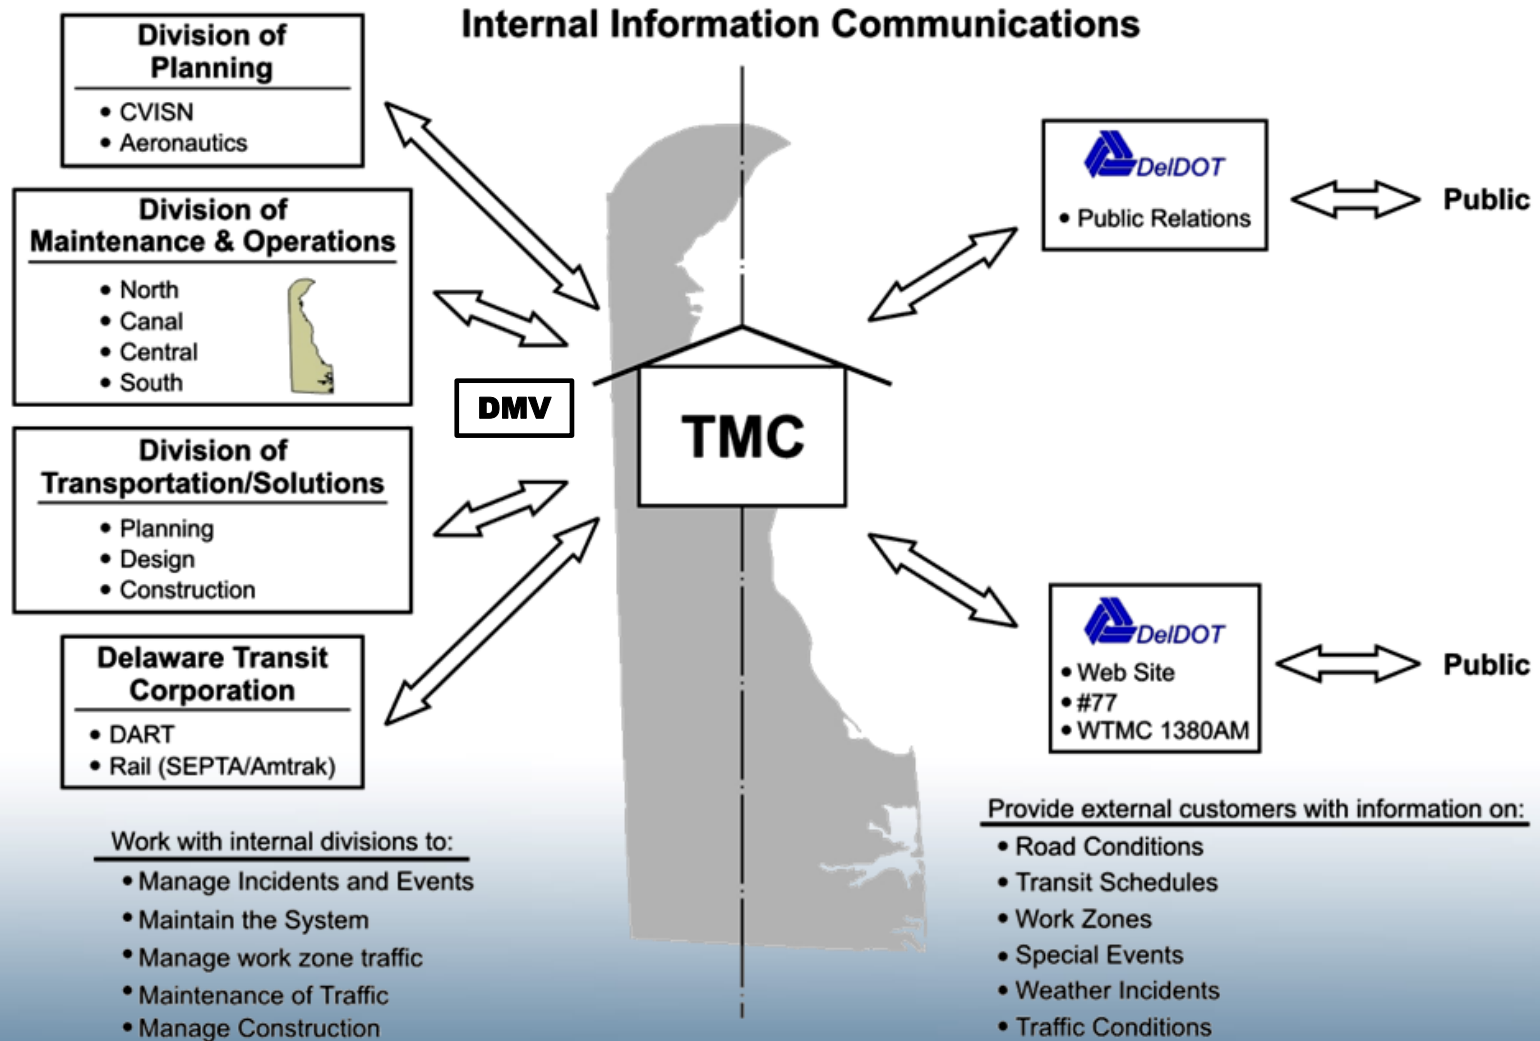 Internal Information Communications
Division of
Planning
• CVISN
• Aeronautics
Division of
Maintenance & Operations
• North
• Canal
• Central
• South
Division of
Transportation/Solutions
• Planning
• Design
• Construction
Delaware Transit
Corporation
• DART
• Rail (SEPTA/Amtrak)
Work with internal divisions to:
• Manage Incidents and Events
• Maintain the System
• Manage work zone traffic
• Maintenance of Traffic
• Manage Construction
DMV
TMC
DelDOT
• Public Relations
Public
DelDOT
• Web Site
• #77
• WTMC 1380AM
Public
Provide external customers with information on:
• Road Conditions
• Transit Schedules
• Work Zones
• Special Events
• Weather Incidents
• Traffic Conditions